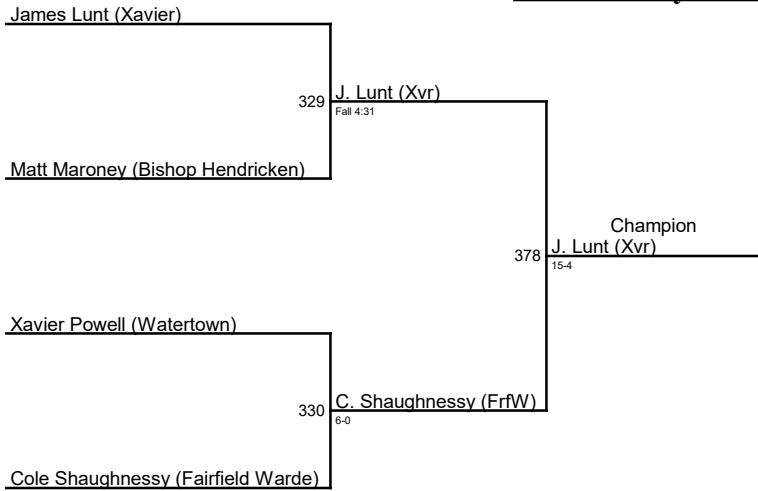 James Lunt (Xavier)
329
J. Lunt (Xvr)
Fall 4:31
Matt Maroney (Bishop Hendricken)
Champion
378
J. Lunt (Xvr)
15-4
Xavier Powell (Watertown)
330
C. Shaughnessy (FrfW)
6-0
Cole Shaughnessy (Fairfield Warde)